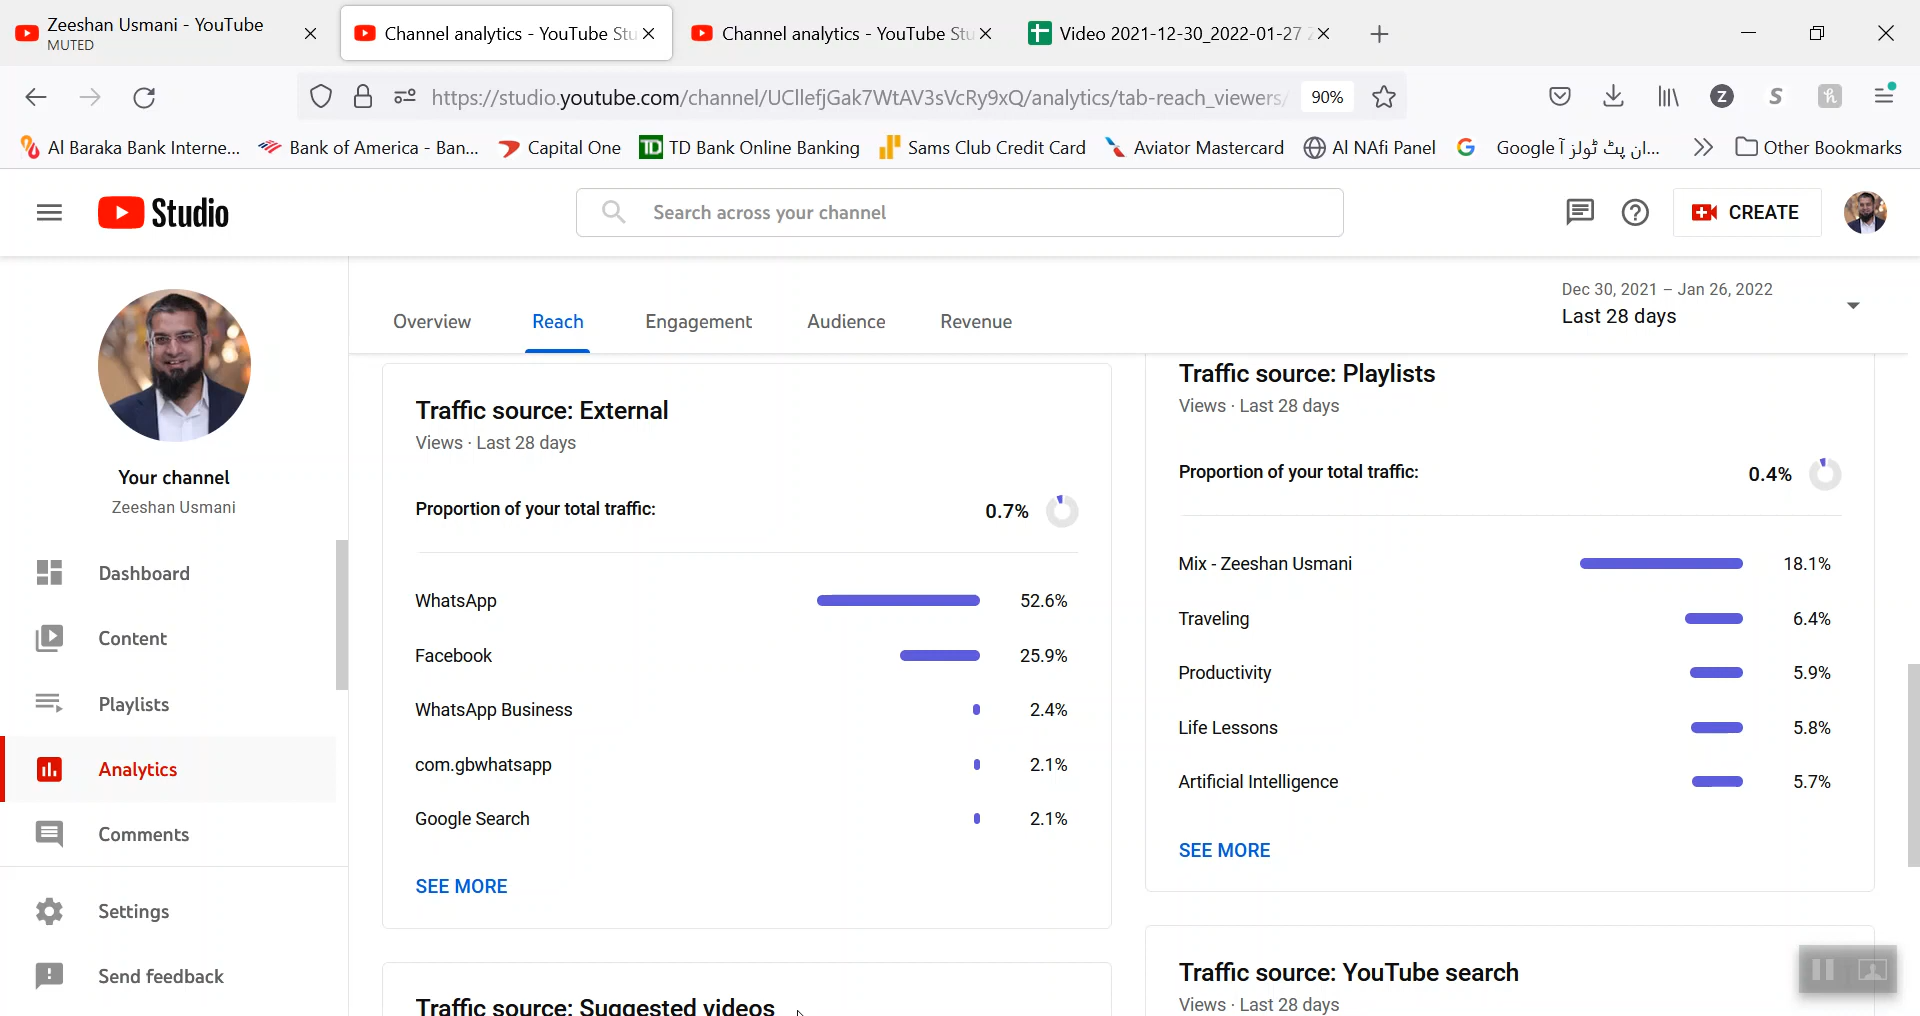 Zeeshan Usmani - YouTube
MUTED
Channel analytics - YouTube Stu
Channel analytics - YouTube Stu
Video 2021-12-30_2022-01-27
https://studio.youtube.com/channel/UCllefjGak7WtAV3sVcRy9xQ/analytics/tab-reach_viewers/
90%
Al Baraka Bank Interne...
Bank of America - Ban...
Capital One
TD Bank Online Banking
Sams Club Credit Card
Aviator Mastercard
AI NAfi Panel
Google ان پٹ ٹولز آ...
Other Bookmarks
Studio
Search across your channel
CREATE
Your channel
Zeeshan Usmani
Dashboard
Content
Playlists
Analytics
Comments
Settings
Send feedback
Overview
Reach
Engagement
Audience
Revenue
Dec 30, 2021 – Jan 26, 2022
Last 28 days
Traffic source: External
Views · Last 28 days
Proportion of your total traffic: 0.7%
WhatsApp 52.6%
Facebook 25.9%
WhatsApp Business 2.4%
com.gbwhatsapp 2.1%
Google Search 2.1%
SEE MORE
Traffic source: Suggested videos
Traffic source: Playlists
Views · Last 28 days
Proportion of your total traffic: 0.4%
Mix - Zeeshan Usmani 18.1%
Traveling 6.4%
Productivity 5.9%
Life Lessons 5.8%
Artificial Intelligence 5.7%
SEE MORE
Traffic source: YouTube search
Views · Last 28 days